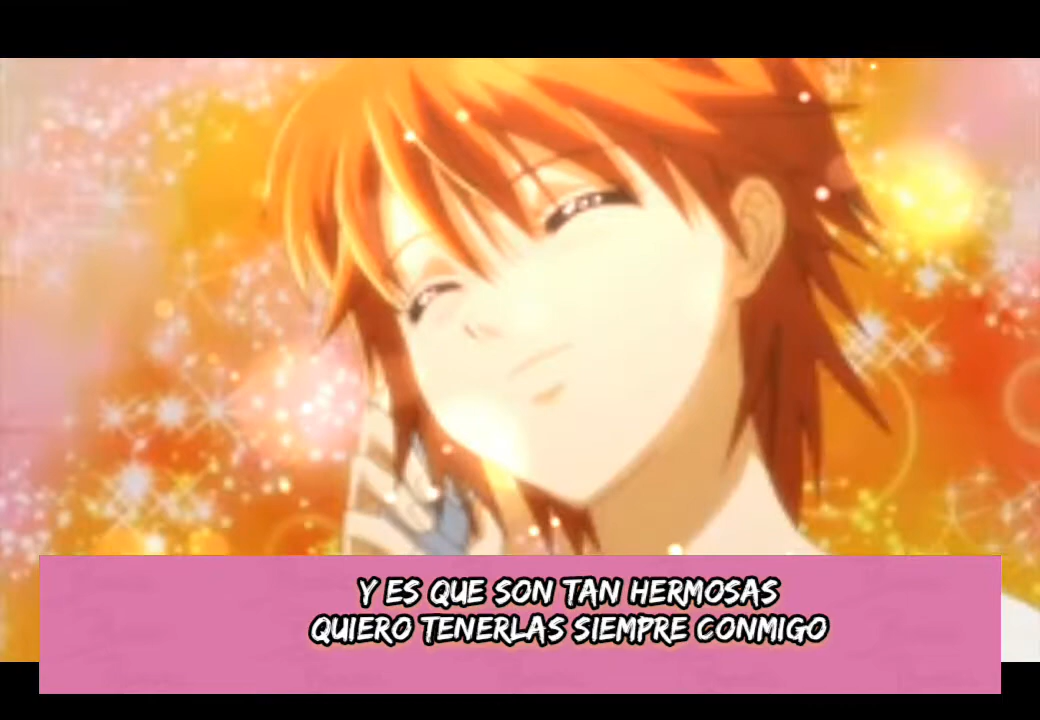 Y ES QUE SON TAN HERMOSAS
QUIERO TENERLAS SIEMPRE CONMIGO